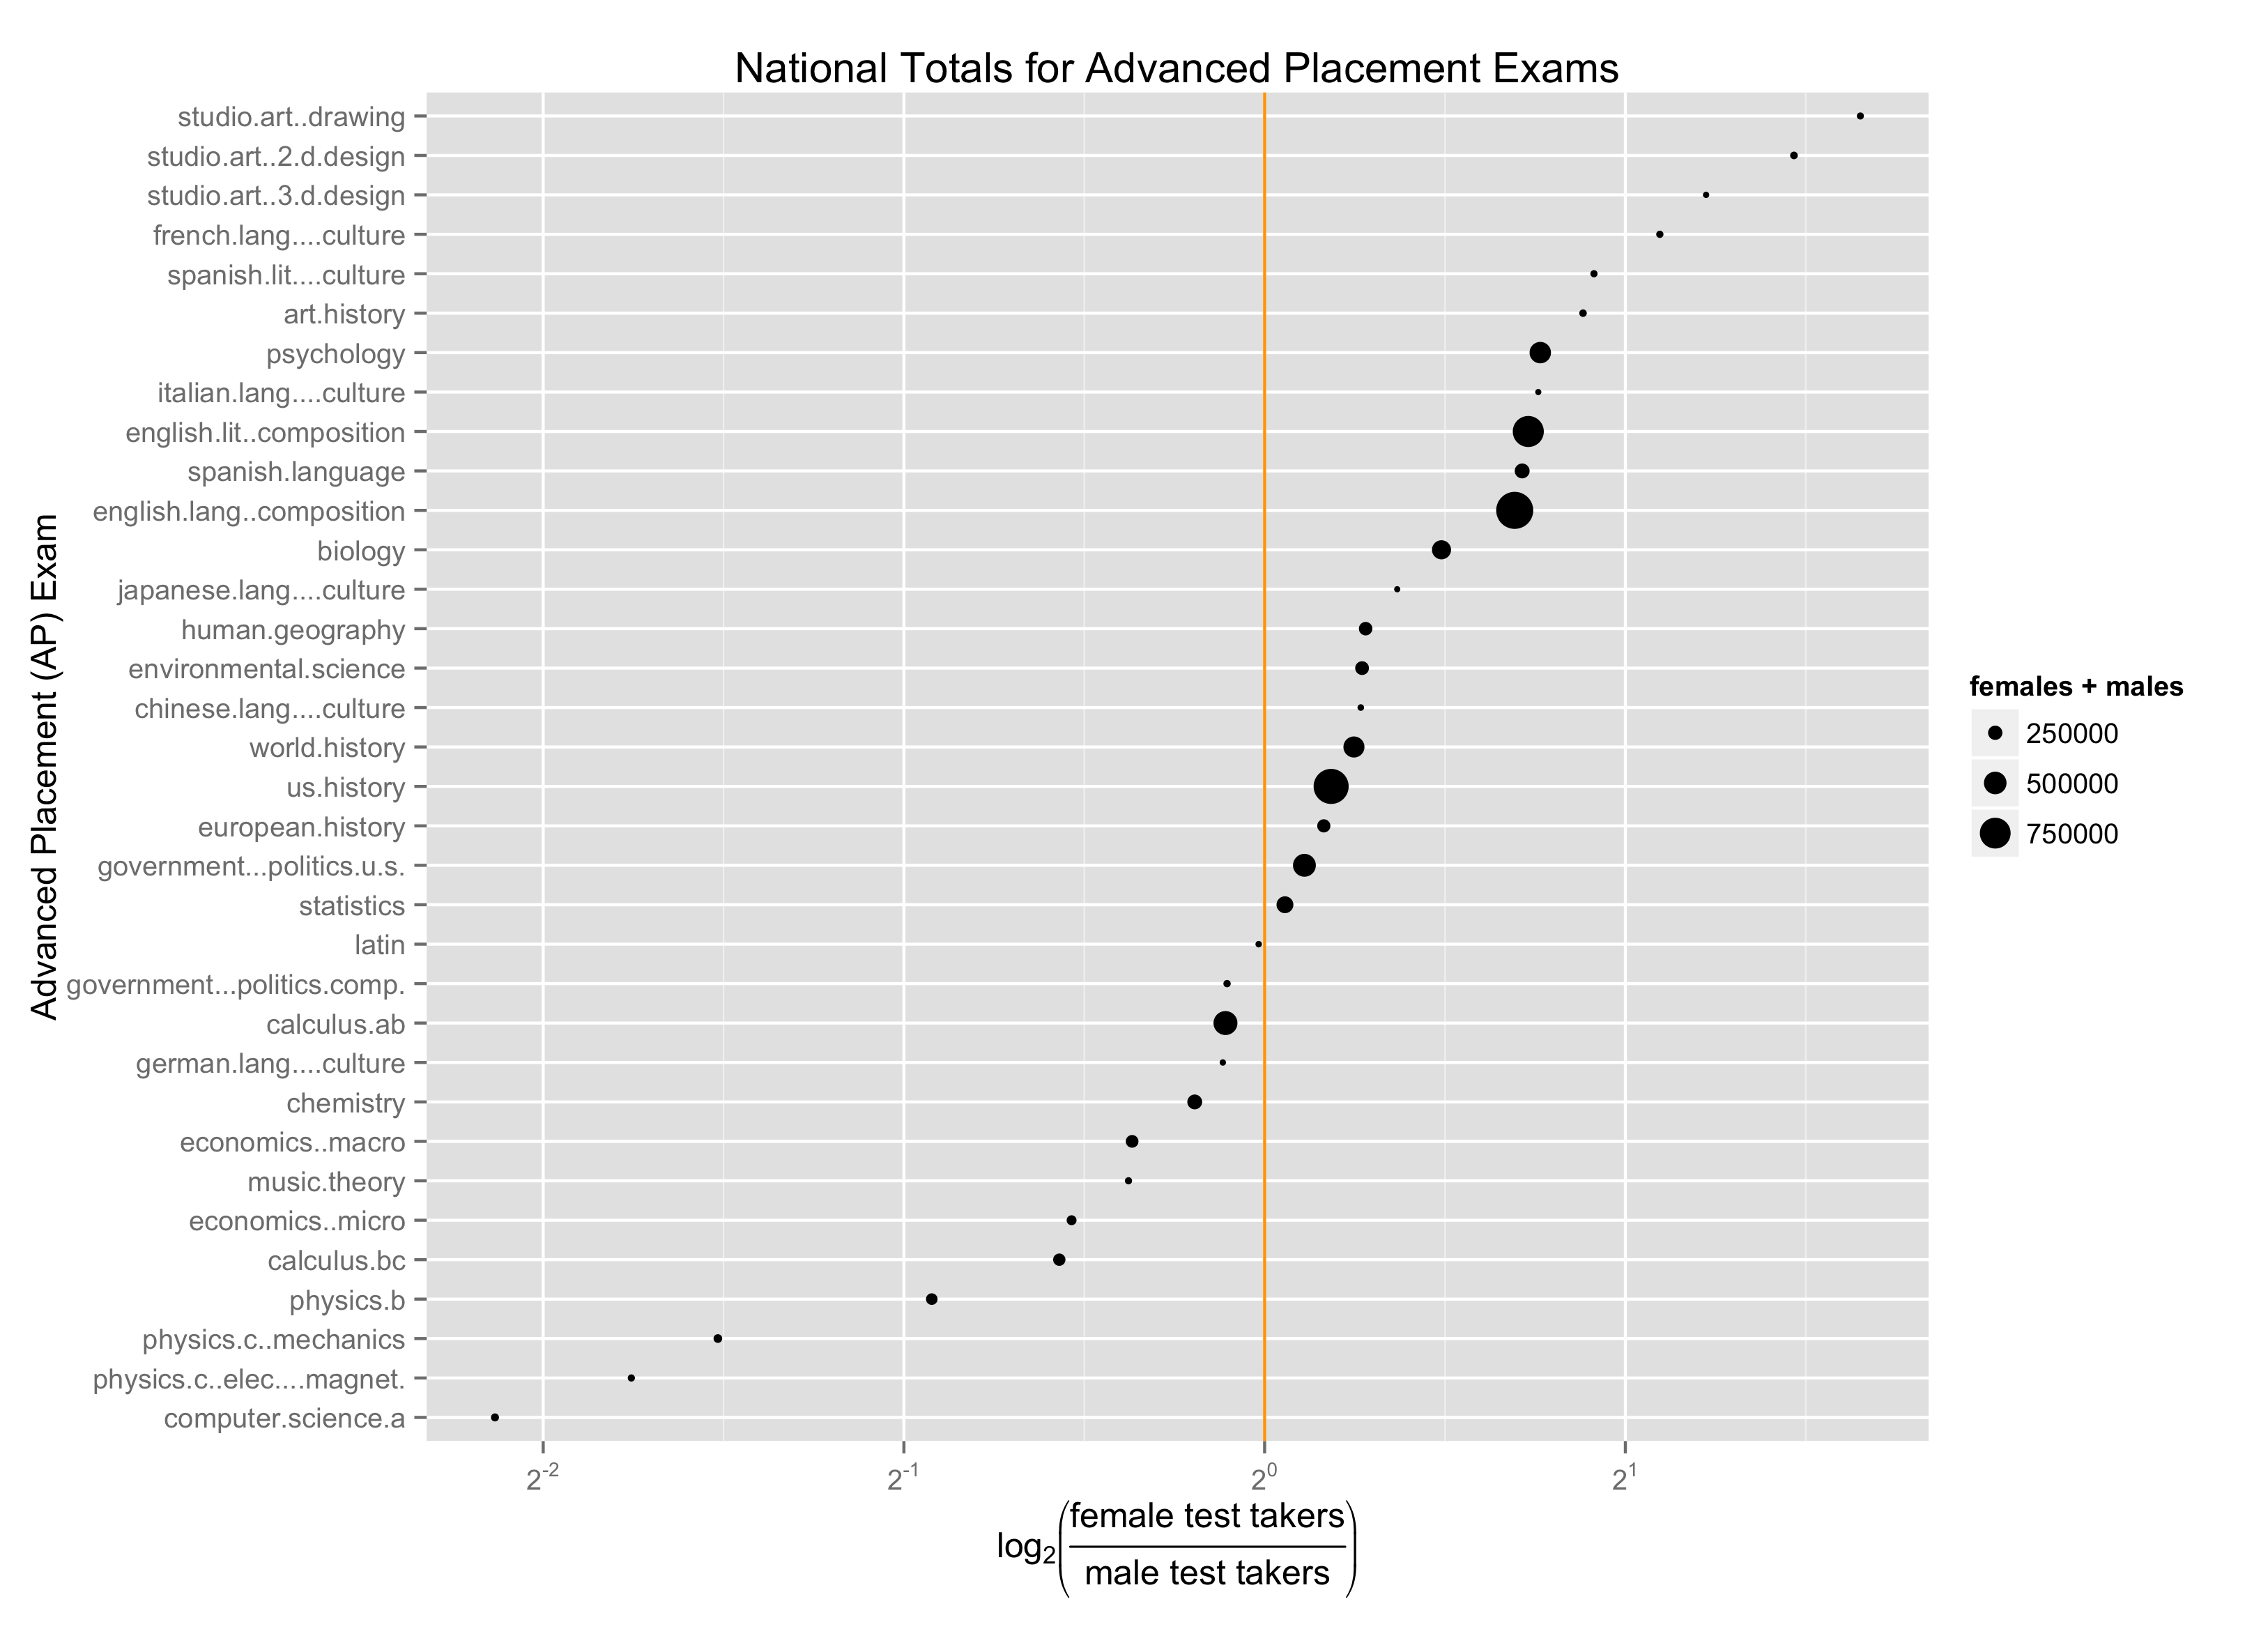 National Totals for Advanced Placement Exams
Advanced Placement (AP) Exam
studio.art..drawing
studio.art..2.d.design
studio.art..3.d.design
french.lang....culture
spanish.lit....culture
art.history
psychology
italian.lang....culture
english.lit..composition
spanish.language
english.lang..composition
biology
japanese.lang....culture
human.geography
environmental.science
chinese.lang....culture
world.history
us.history
european.history
government...politics.u.s.
statistics
latin
government...politics.comp.
calculus.ab
german.lang....culture
chemistry
economics..macro
music.theory
economics..micro
calculus.bc
physics.b
physics.c..mechanics
physics.c..elec....magnet.
computer.science.a
2^-2 2^-1 2^0 2^1
log2(female test takers
male test takers)
females + males
250000
500000
750000